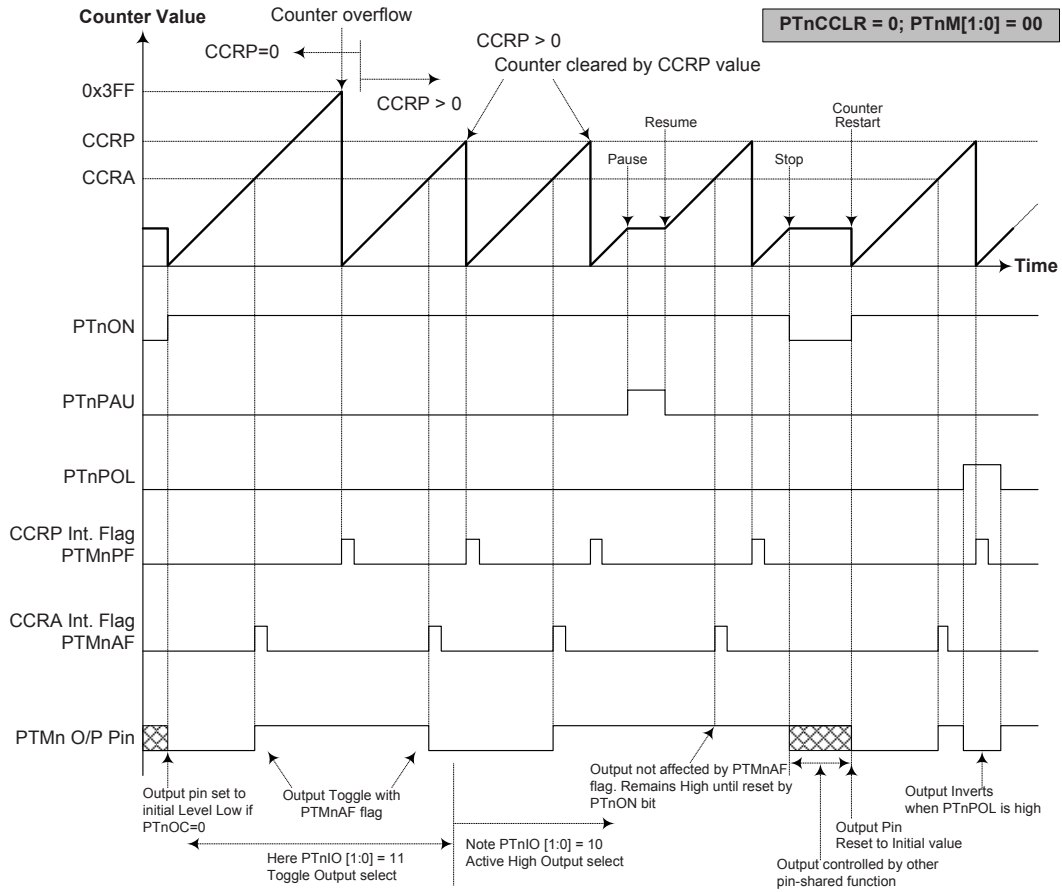 Counter Value
Counter overflow
PTnCCLR = 0; PTnM[1:0] = 00
CCRP=0
CCRP > 0
CCRP > 0
Counter cleared by CCRP value
0x3FF
CCRP
CCRA
Pause
Resume
Stop
Counter
Restart
Time
PTnON
PTnPAU
PTnPOL
CCRP Int. Flag
PTMnPF
CCRA Int. Flag
PTMnAF
PTMn O/P Pin
Output pin set to
initial Level Low if
PTnOC=0
Output Toggle with
PTMnAF flag
Here PTnIO [1:0] = 11
Toggle Output select
Note PTnIO [1:0] = 10
Active High Output select
Output not affected by PTMnAF
flag. Remains High until reset by
PTnON bit
Output controlled by other
pin-shared function
Output Pin
Reset to Initial value
Output Inverts
when PTnPOL is high